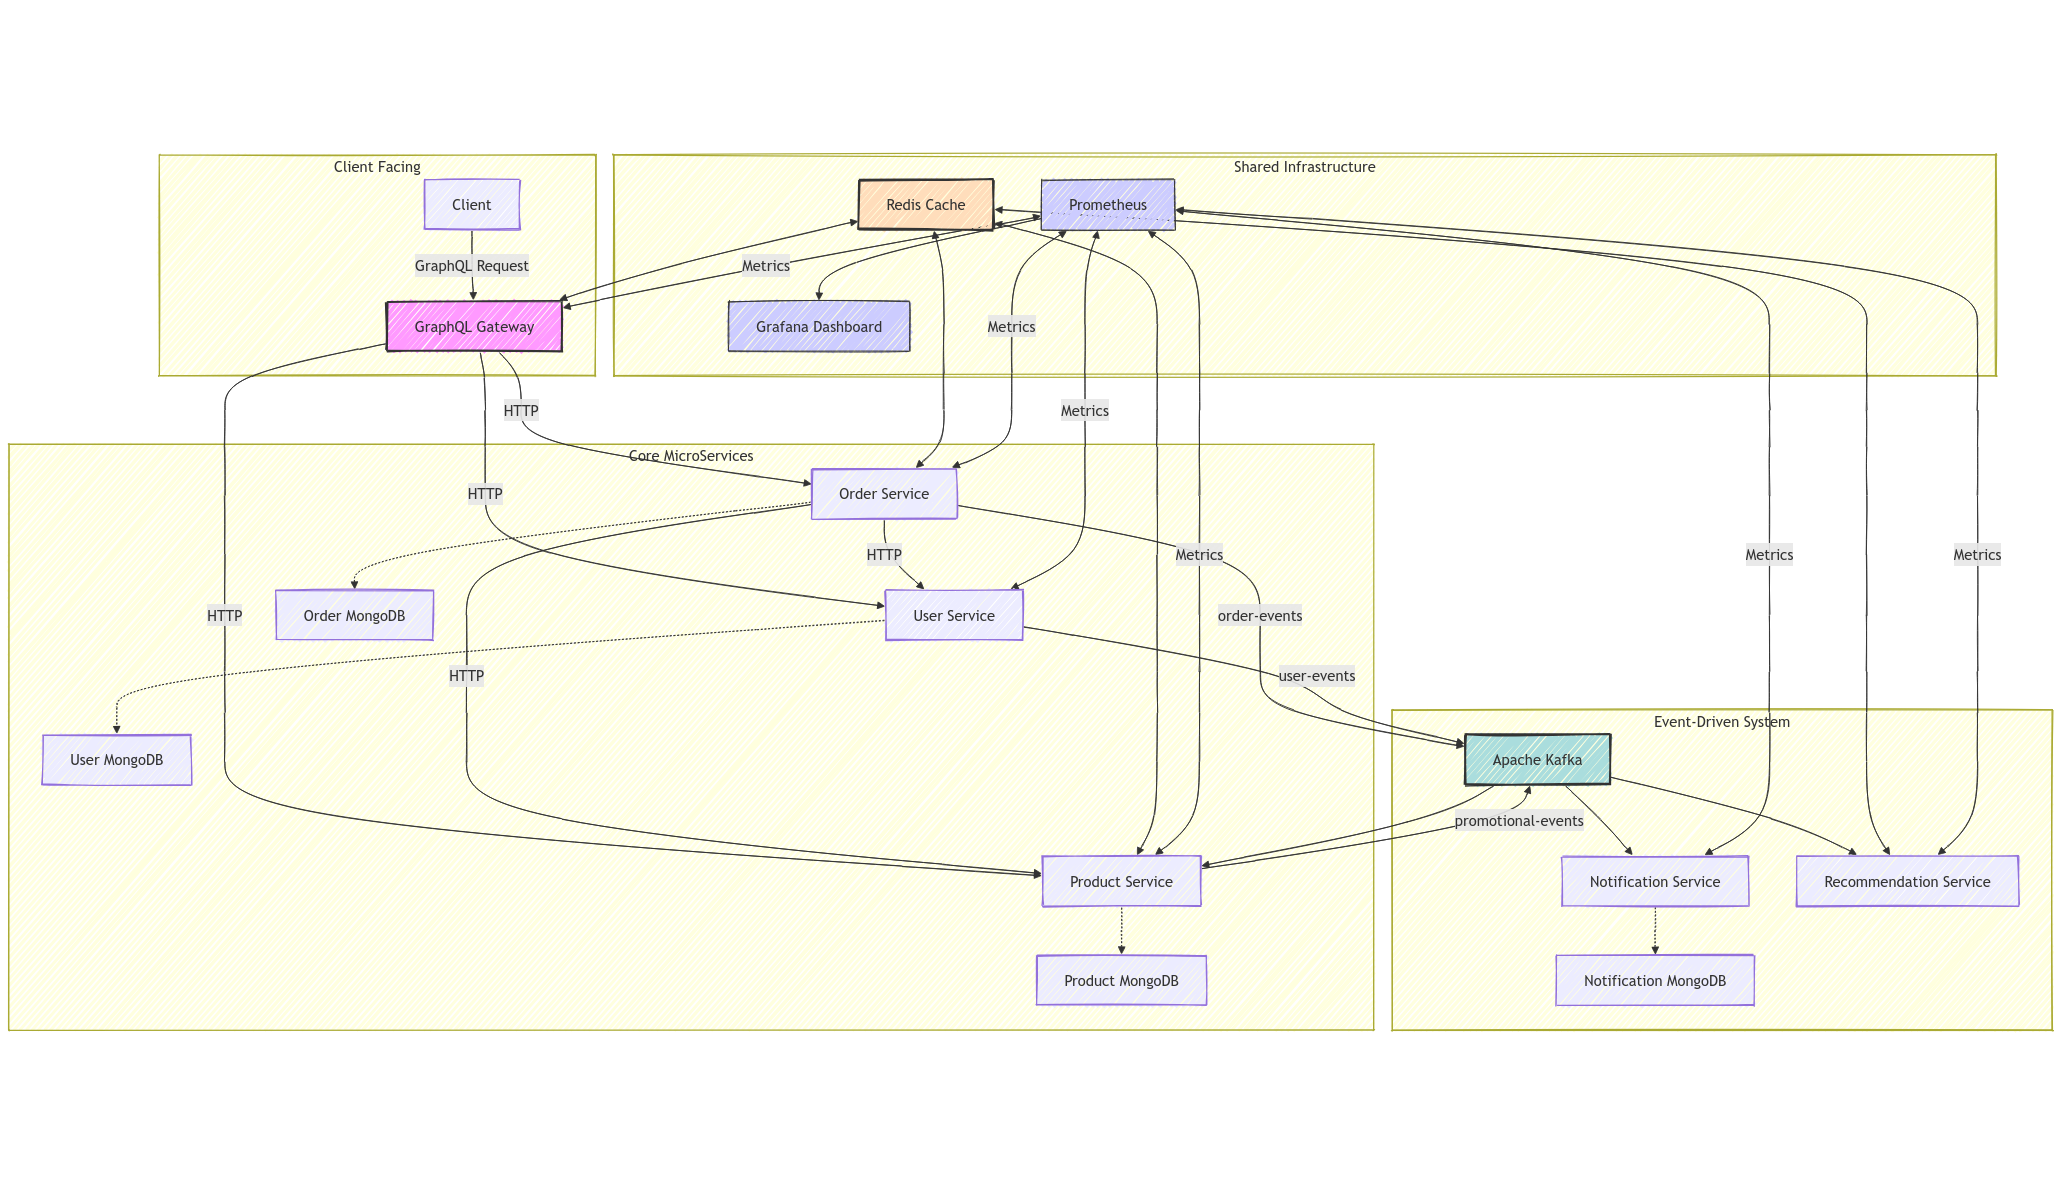 Client Facing
Shared Infrastructure
Client
Redis Cache
Prometheus
GraphQL Request
Metrics
GraphQL Gateway
Grafana Dashboard
Metrics
HTTP
Metrics
Core MicroServices
HTTP
Order Service
HTTP
Metrics
Metrics
Metrics
HTTP
Order MongoDB
User Service
order-events
HTTP
user-events
Event-Driven System
User MongoDB
Apache Kafka
promotional-events
Product Service
Notification Service
Recommendation Service
Product MongoDB
Notification MongoDB